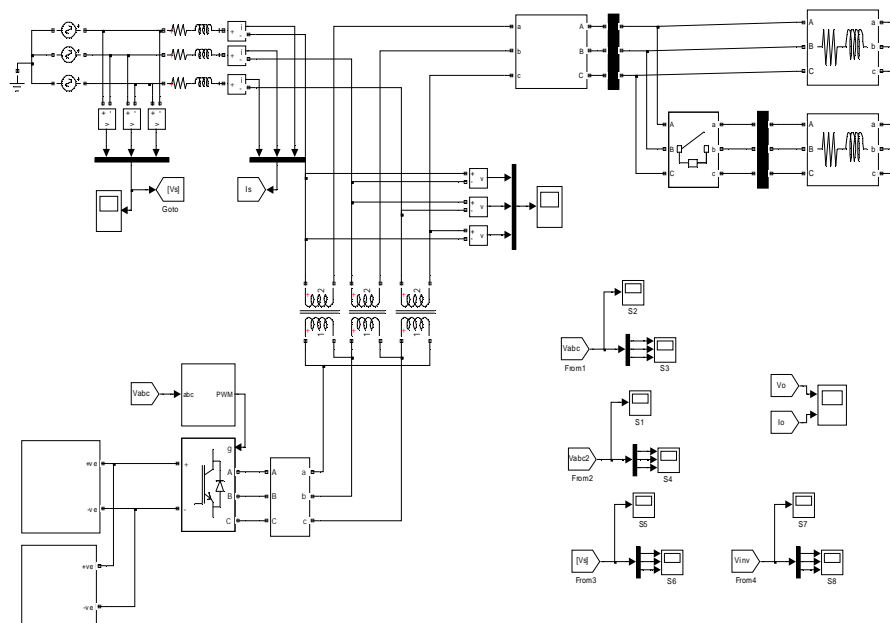 + i -
+ i -
+ i -
+ - v
+ - v
+ - v
[Vs]
Goto
Is
a A
b B
c C
A a
B b
C c
A a
B b
C c
+ - v
+ - v
+ - v
+ 2
+ 2
+ 2
+ 1
+ 1
+ 1
S2
Vabc
From1
S3
Vabc
abc PWM
S1
Vabc2
From2
S4
Vo
Io
g
+ A
B
- C
A a
B b
C c
+ve
-ve
+ve
-ve
S5
[Vs]
From3
S6
S7
Vinv
From4
S8